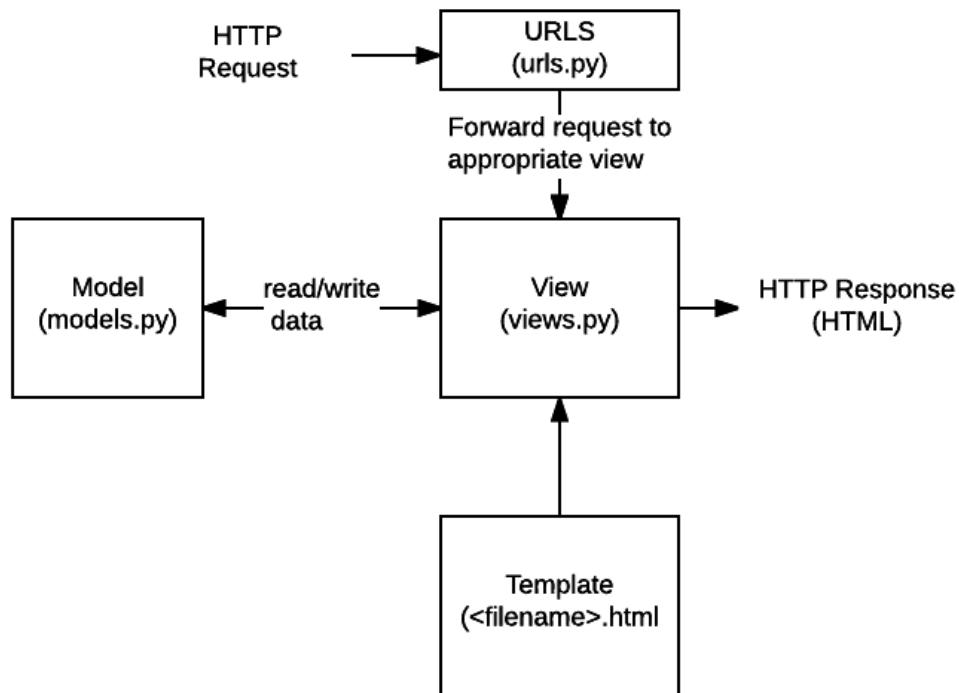 HTTP
Request
URLS
(urls.py)
Forward request to
appropriate view
Model
(models.py)
read/write
data
View
(views.py)
HTTP Response
(HTML)
Template
(<filename>.html